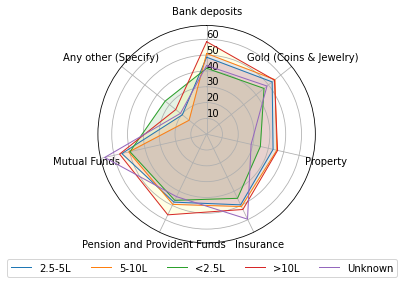 Bank deposits
60
50
40
30
20
10
Any other (Specify)
Gold (Coins & Jewelry)
Mutual Funds
Property
Pension and Provident Funds
Insurance
2.5-5L
5-10L
<2.5L
>10L
Unknown